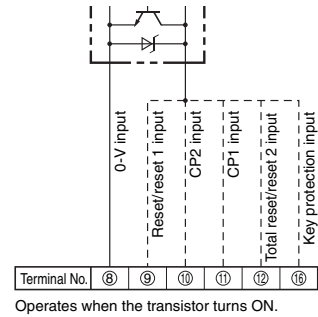 0-V input
Reset/reset 1 input
CP2 input
CP1 input
Total reset/reset 2 input
Key protection input
Terminal No. ⑧ ⑨ ⑩ ⑪ ⑫ ⑯
Operates when the transistor turns ON.